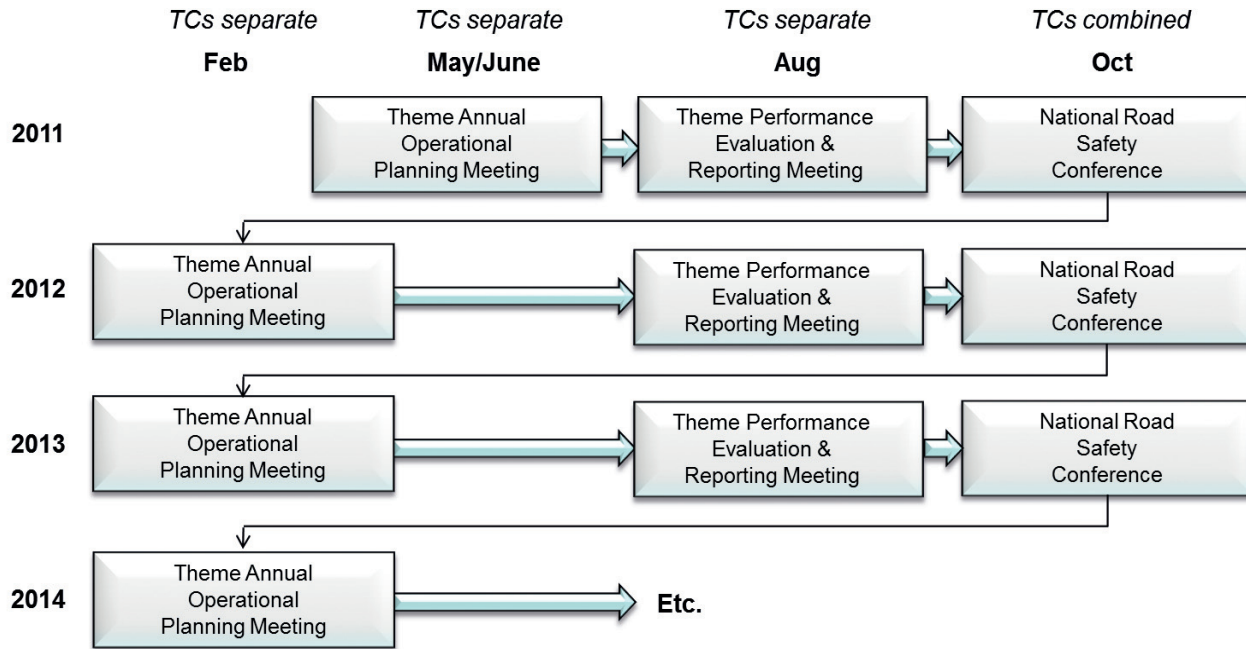 TCs separate
TCs separate
TCs separate
TCs combined
Feb
May/June
Aug
Oct
2011
Theme Annual
Operational
Planning Meeting
Theme Performance
Evaluation &
Reporting Meeting
National Road
Safety
Conference
2012
Theme Annual
Operational
Planning Meeting
Theme Performance
Evaluation &
Reporting Meeting
National Road
Safety
Conference
2013
Theme Annual
Operational
Planning Meeting
Theme Performance
Evaluation &
Reporting Meeting
National Road
Safety
Conference
2014
Theme Annual
Operational
Planning Meeting
Etc.